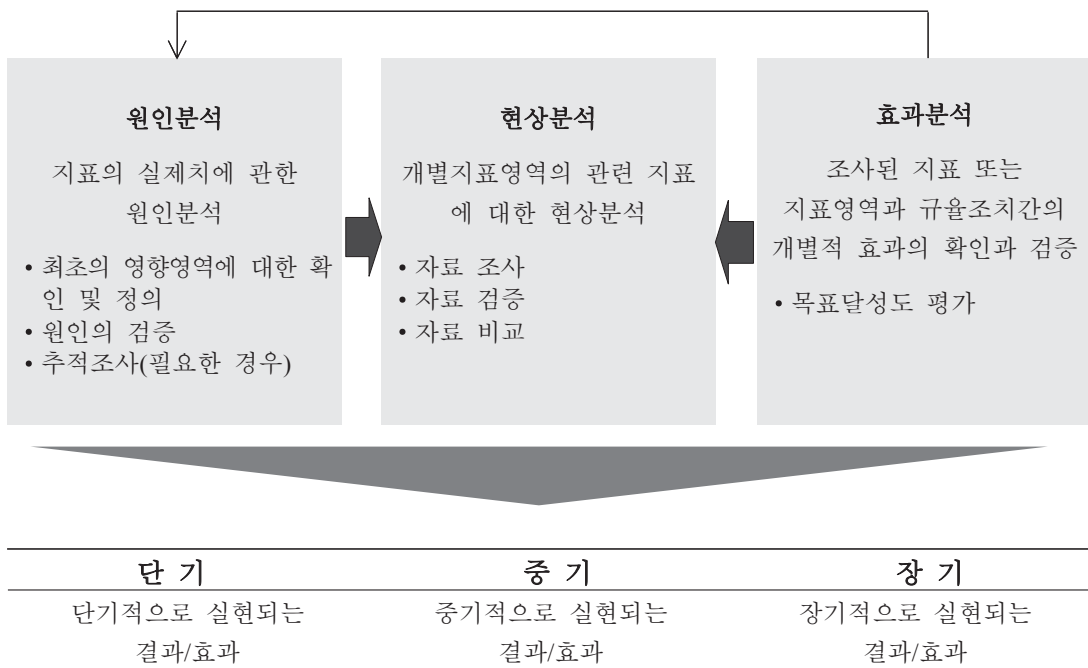 원인분석
지표의 실제치에 관한
원인분석
• 최초의 영향영역에 대한 확
인 및 정의
• 원인의 검증
• 추적조사(필요한 경우)
현상분석
개별지표영역의 관련 지표
에 대한 현상분석
• 자료 조사
• 자료 검증
• 자료 비교
효과분석
조사된 지표 또는
지표영역과 규율조치간의
개별적 효과의 확인과 검증
• 목표달성도 평가
단 기
중 기
장 기
단기적으로 실현되는
결과/효과
중기적으로 실현되는
결과/효과
장기적으로 실현되는
결과/효과